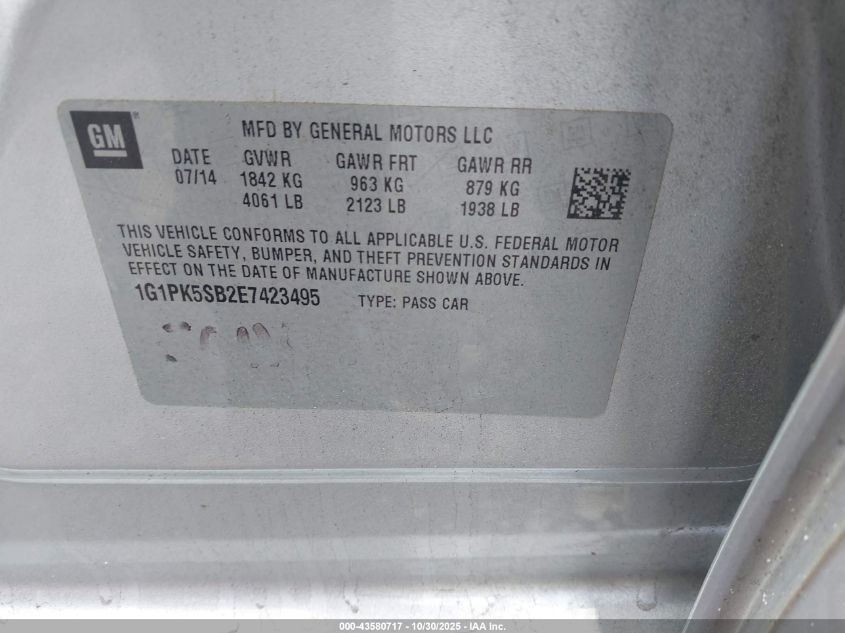 GM
MFD BY GENERAL MOTORS LLC
DATE GVWR GAWR FRT GAWR RR
07/14 1842 KG 963 KG 879 KG
4061 LB 2123 LB 1938 LB
THIS VEHICLE CONFORMS TO ALL APPLICABLE U.S. FEDERAL MOTOR
VEHICLE SAFETY, BUMPER, AND THEFT PREVENTION STANDARDS IN
EFFECT ON THE DATE OF MANUFACTURE SHOWN ABOVE.
1G1PK5SB2E7423495 TYPE: PASS CAR
000-43580717 - 10/30/2025 - IAA Inc.